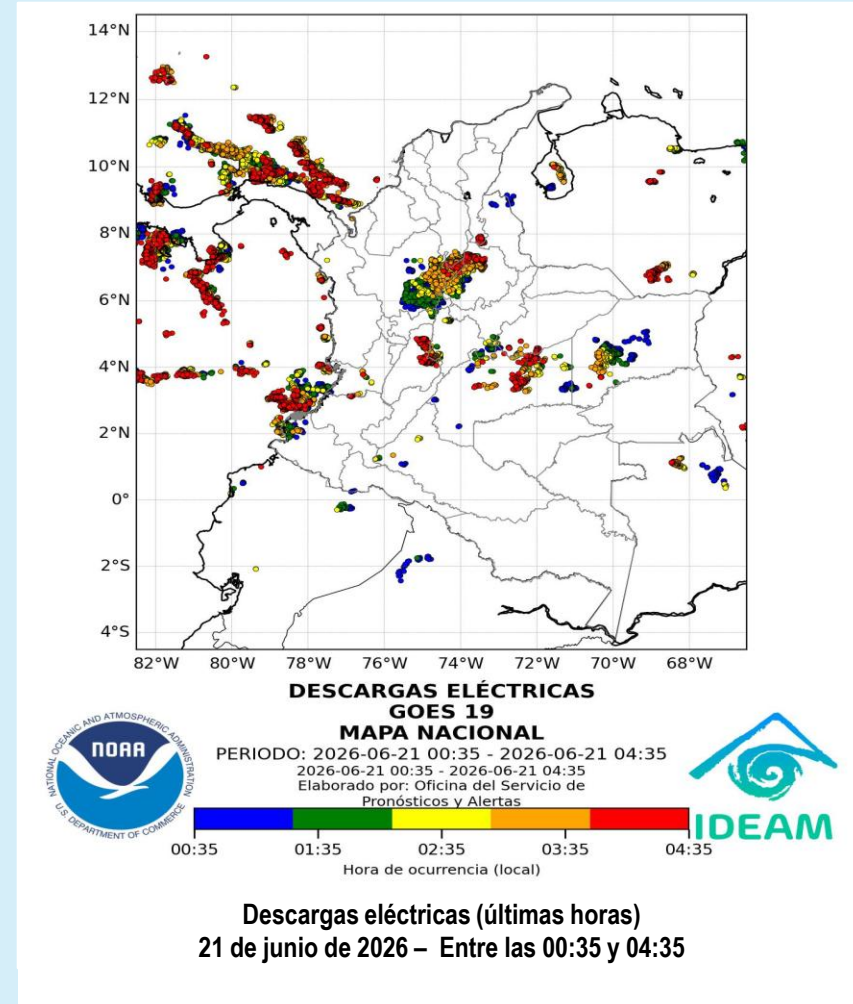 14°N
12°N
10°N
8°N
6°N
4°N
2°N
0°
2°S
4°S
82°W 80°W 78°W 76°W 74°W 72°W 70°W 68°W
DESCARGAS ELÉCTRICAS
GOES 19
MAPA NACIONAL
PERIODO: 2026-06-21 00:35 - 2026-06-21 04:35
2026-06-21 00:35 - 2026-06-21 04:35
Elaborado por: Oficina del Servicio de
Pronósticos y Alertas
NATIONAL OCEANIC AND ATMOSPHERIC ADMINISTRATION
NOAA
U.S. DEPARTMENT OF COMMERCE
IDEAM
00:35 01:35 02:35 03:35 04:35
Hora de ocurrencia (local)
Descargas eléctricas (últimas horas)
21 de junio de 2026 – Entre las 00:35 y 04:35